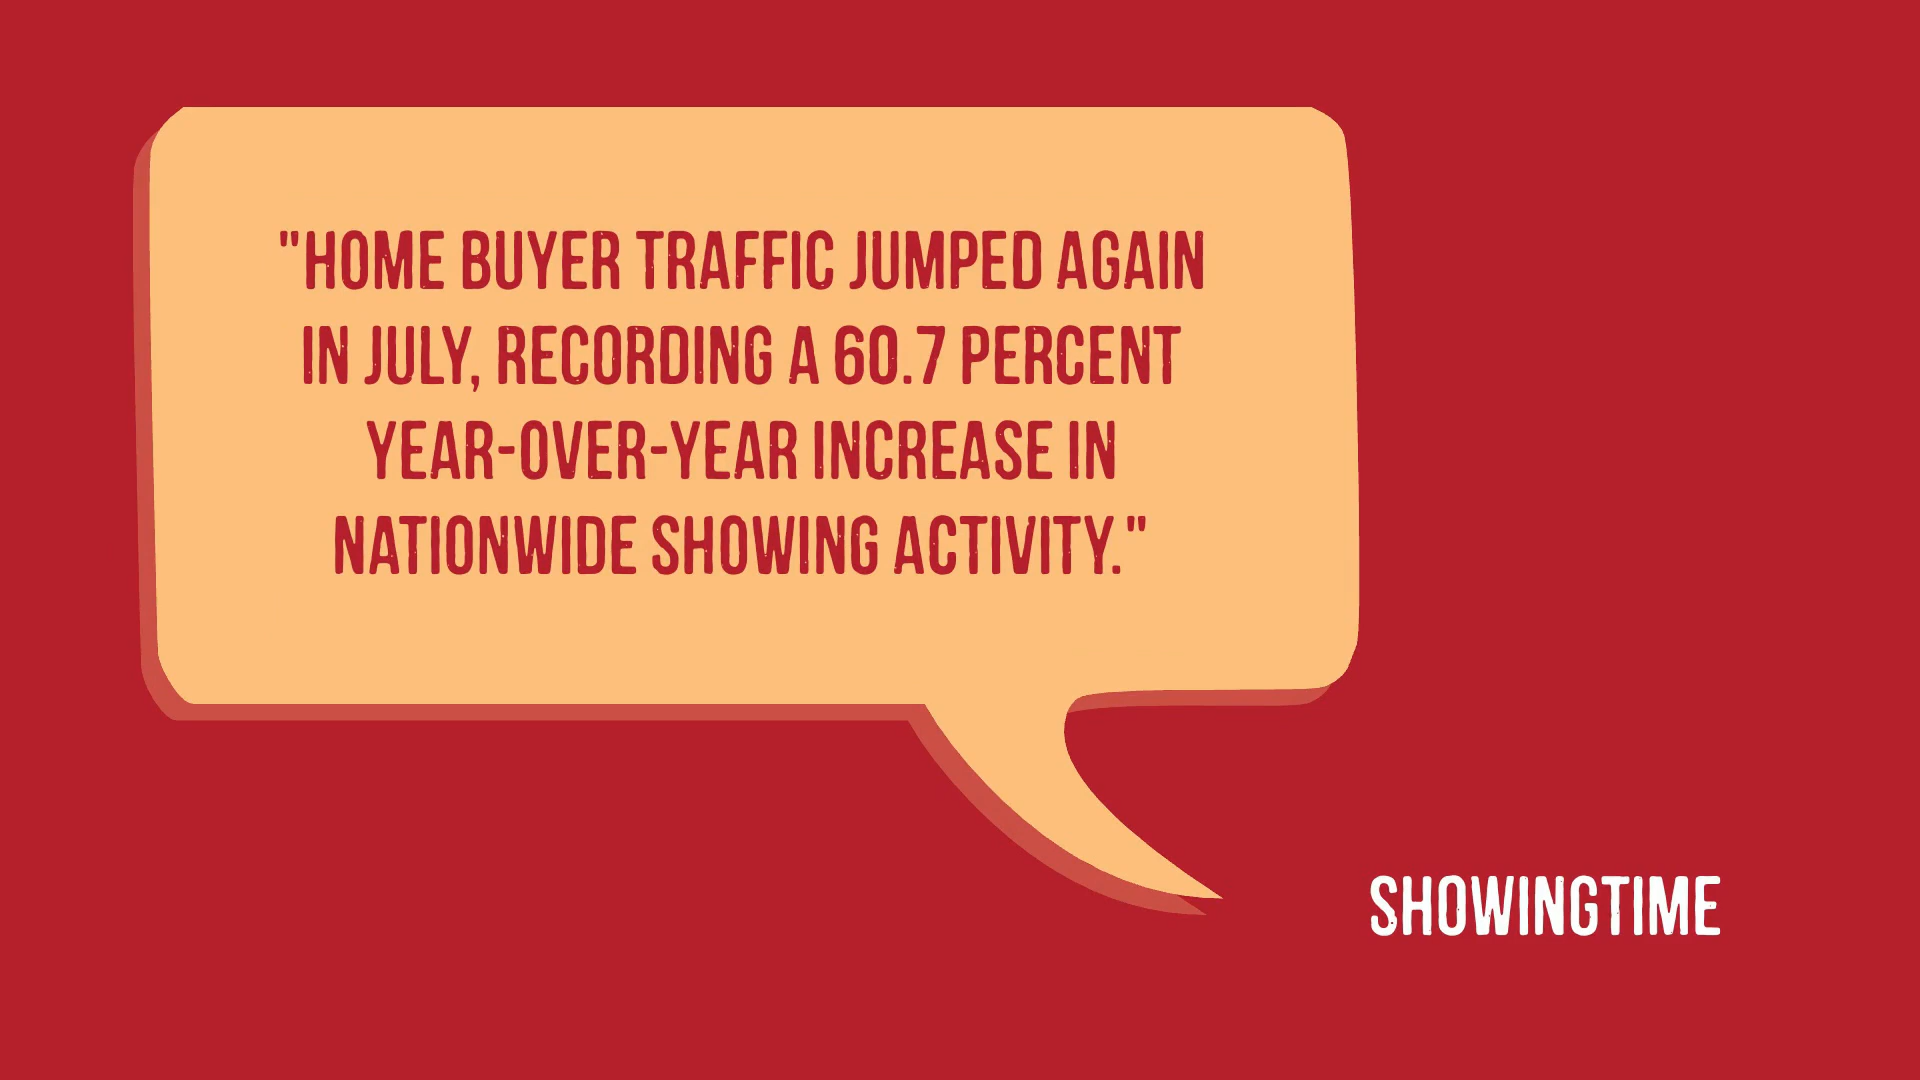 "HOME BUYER TRAFFIC JUMPED AGAIN
IN JULY, RECORDING A 60.7 PERCENT
YEAR-OVER-YEAR INCREASE IN
NATIONWIDE SHOWING ACTIVITY."
SHOWINGTIME